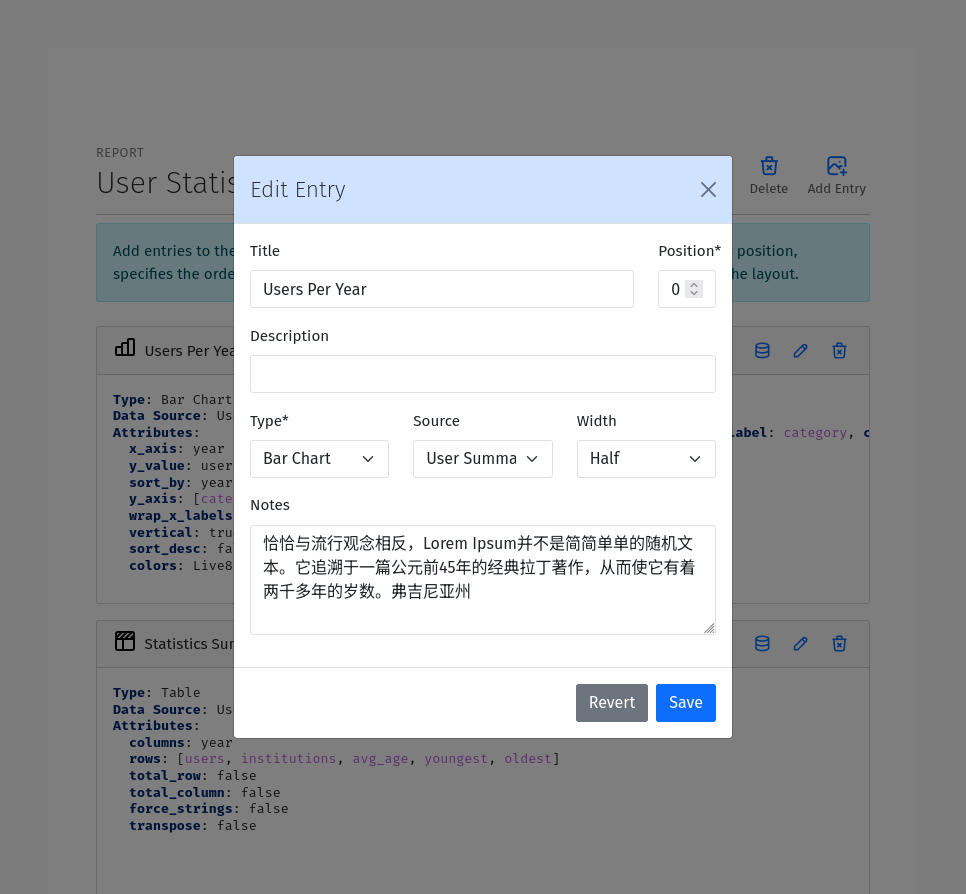 REPORT
User Statis
Delete
Add Entry
Add entries to the
position,
specifies the orde
he layout.
Edit Entry
Title
Position*
Users Per Year
0
Description
Type*
Source
Width
Bar Chart
User Summa
Half
Notes
恰恰与流行观念相反，Lorem Ipsum并不是简简单单的随机文
本。它追溯于一篇公元前45年的经典拉丁著作，从而使它有着
两千多年的岁数。弗吉尼亚州
Revert
Save
Users Per Yea
Type: Bar Chart
Data Source: Us
Attributes:
label: category, c
x_axis: year
y_value: user
sort_by: year
y_axis: [cate
wrap_x_labels
vertical: tru
sort_desc: fa
colors: Live8
Statistics Sur
Type: Table
Data Source: Us
Attributes:
columns: year
rows: [users, institutions, avg_age, youngest, oldest]
total_row: false
total_column: false
force_strings: false
transpose: false